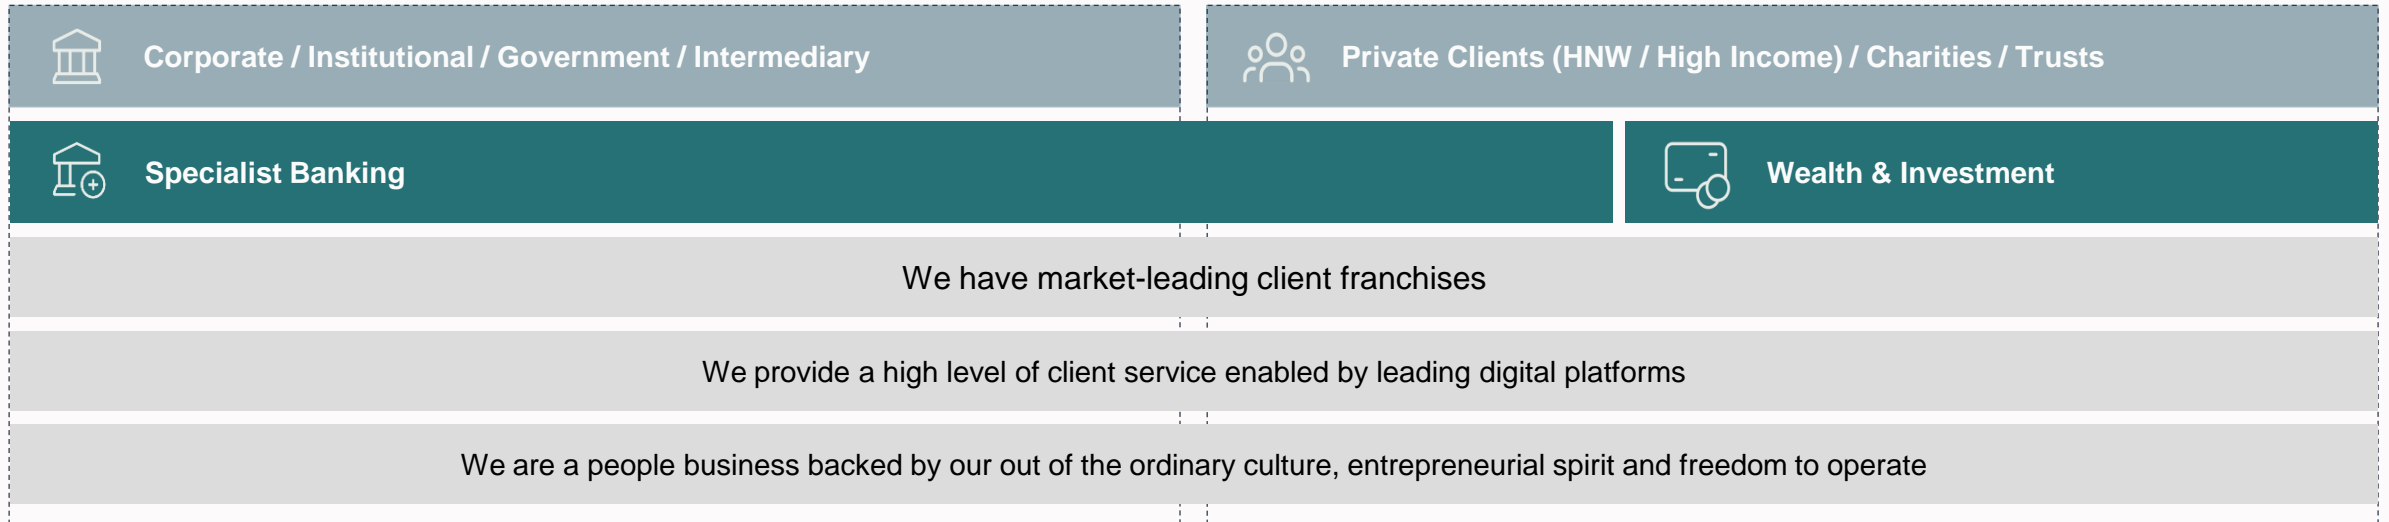 Corporate / Institutional / Government / Intermediary
Private Clients (HNW / High Income) / Charities / Trusts
Specialist Banking
Wealth & Investment
We have market-leading client franchises
We provide a high level of client service enabled by leading digital platforms
We are a people business backed by our out of the ordinary culture, entrepreneurial spirit and freedom to operate